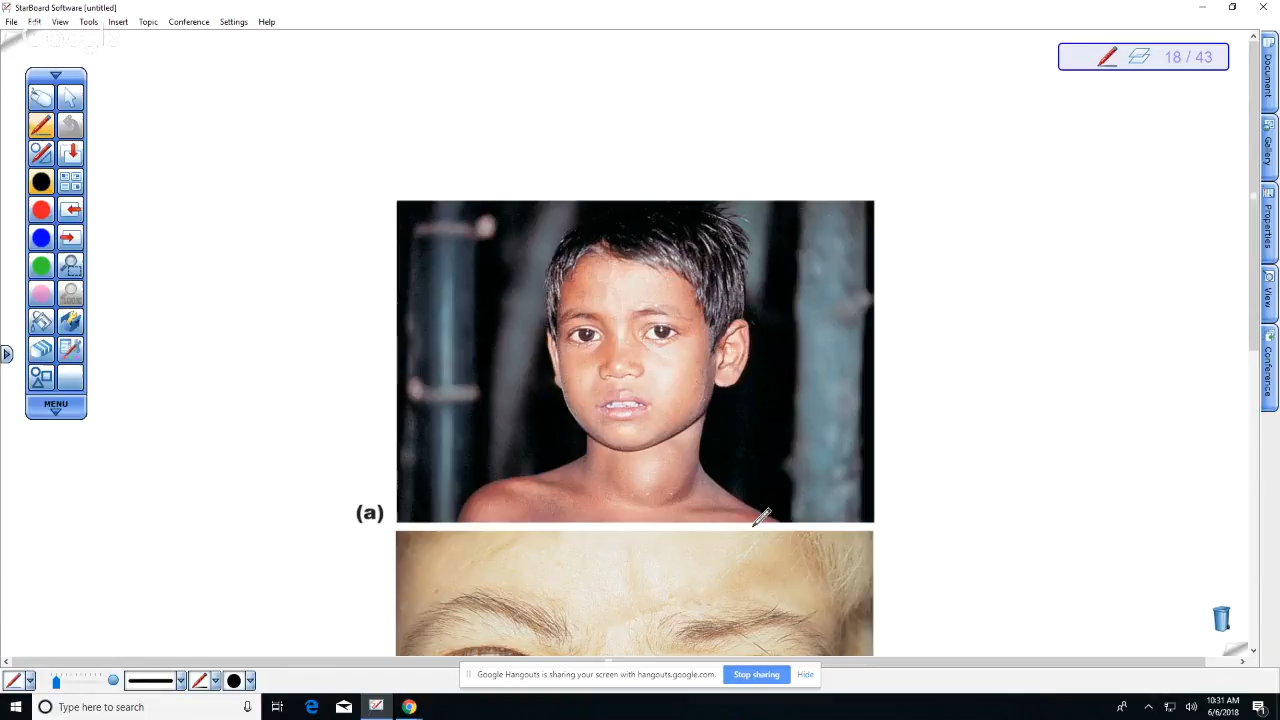 StarBoard Software [untitled]
File Edit View Tools Insert Topic Conference Settings Help
18 / 43
Document
Gallery
Properties
View
Conference
MENU
(a)
Google Hangouts is sharing your screen with hangouts.google.com. Stop sharing Hide
Type here to search
10:31 AM
6/6/2018